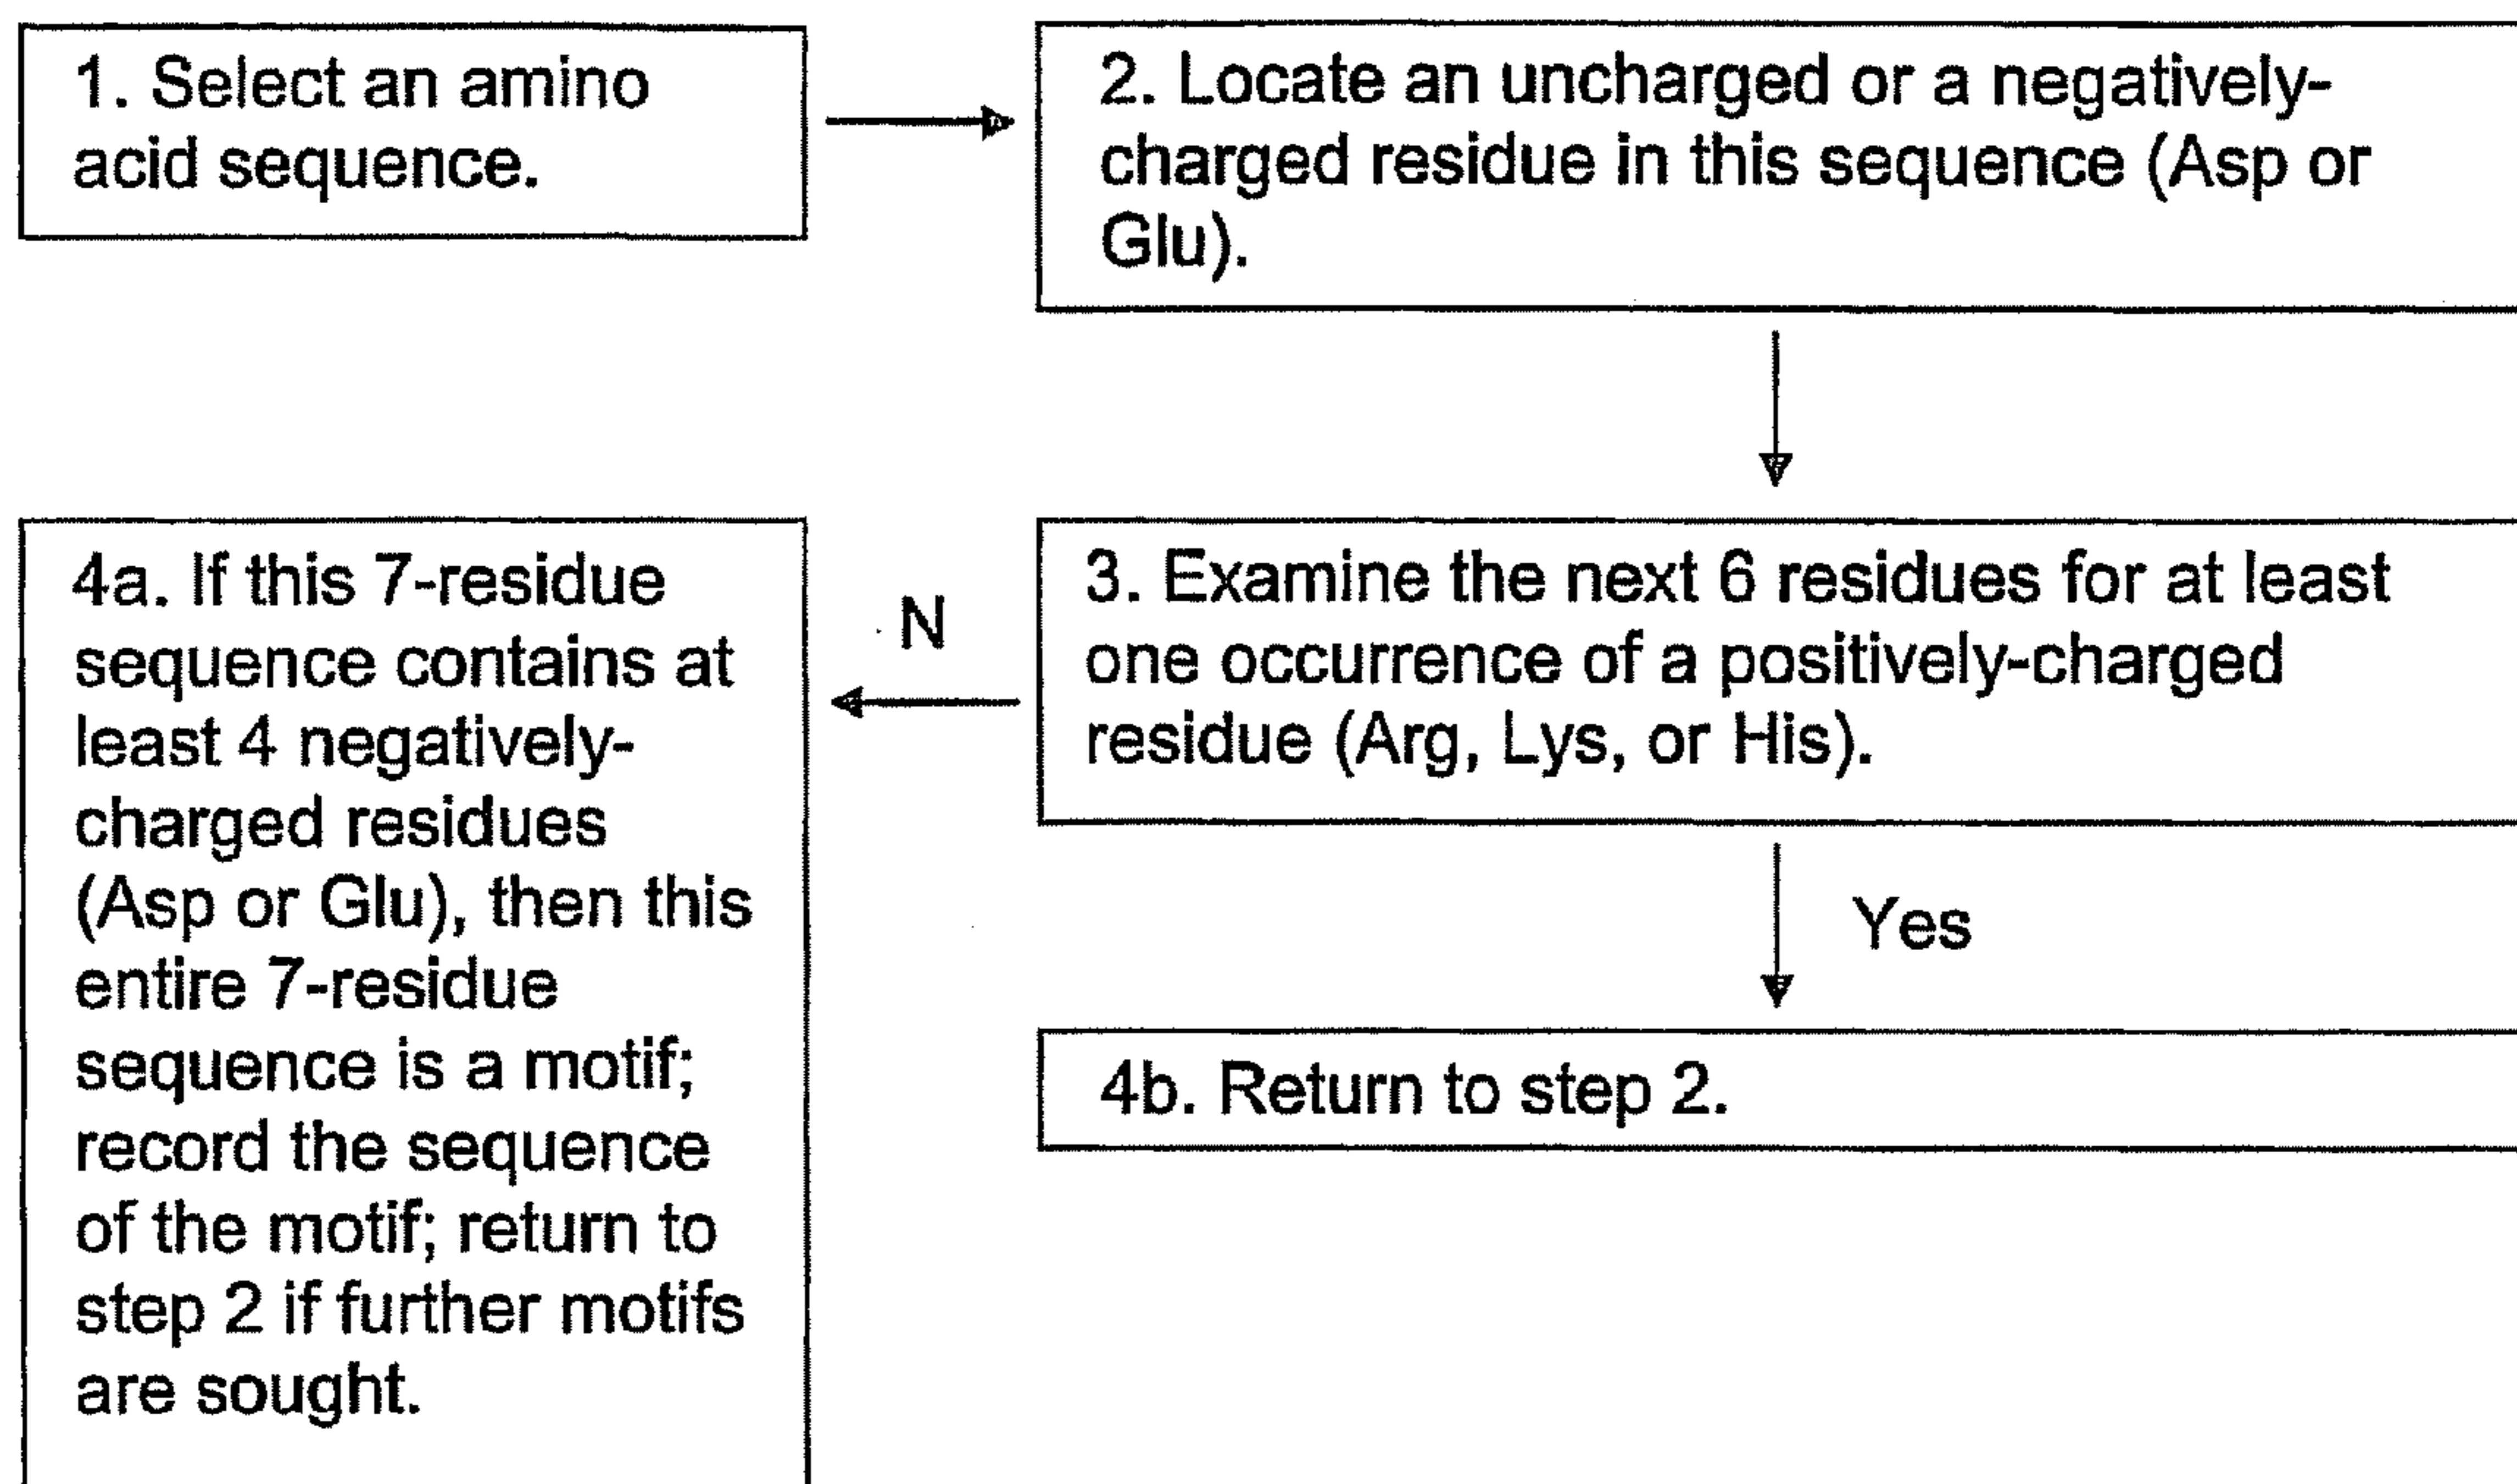 1. Select an amino
acid sequence.
2. Locate an uncharged or a negatively-
charged residue in this sequence (Asp or
Glu).
3. Examine the next 6 residues for at least
one occurrence of a positively-charged
residue (Arg, Lys, or His).
N
4a. If this 7-residue
sequence contains at
least 4 negatively-
charged residues
(Asp or Glu), then this
entire 7-residue
sequence is a motif;
record the sequence
of the motif; return to
step 2 if further motifs
are sought.
Yes
4b. Return to step 2.